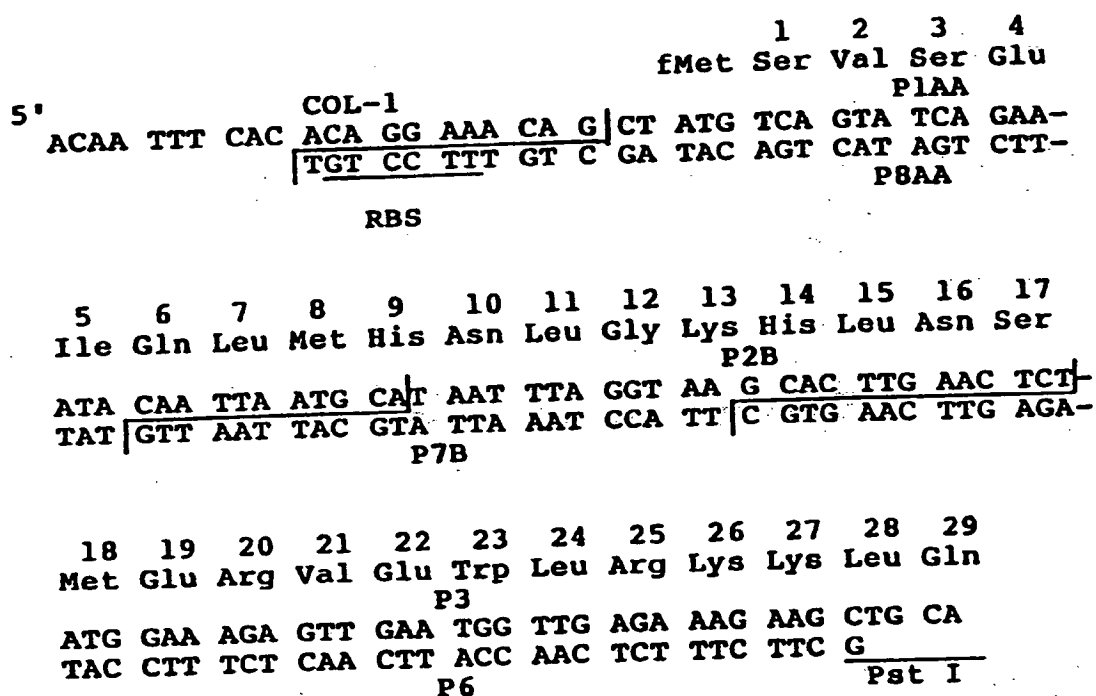 1 2 3 4
fMet Ser Val Ser Glu
COL-1 P1AA
5' ACAA TTT CAC ACA GG AAA CA G CT ATG TCA GTA TCA GAA-
TGT CC TTT GT C GA TAC AGT CAT AGT CTT-
RBS P8AA
5 6 7 8 9 10 11 12 13 14 15 16 17
Ile Gln Leu Met His Asn Leu Gly Lys His Leu Asn Ser
P2B
ATA CAA TTA ATG CAT AAT TTA GGT AA G CAC TTG AAC TCT-
TAT GTT AAT TAC GTA TTA AAT CCA TT C GTG AAC TTG AGA-
P7B
18 19 20 21 22 23 24 25 26 27 28 29
Met Glu Arg Val Glu Trp Leu Arg Lys Lys Leu Gln
P3
ATG GAA AGA GTT GAA TGG TTG AGA AAG AAG CTG CA
TAC CTT TCT CAA CTT ACC AAC TCT TTC TTC G
P6 Pst I